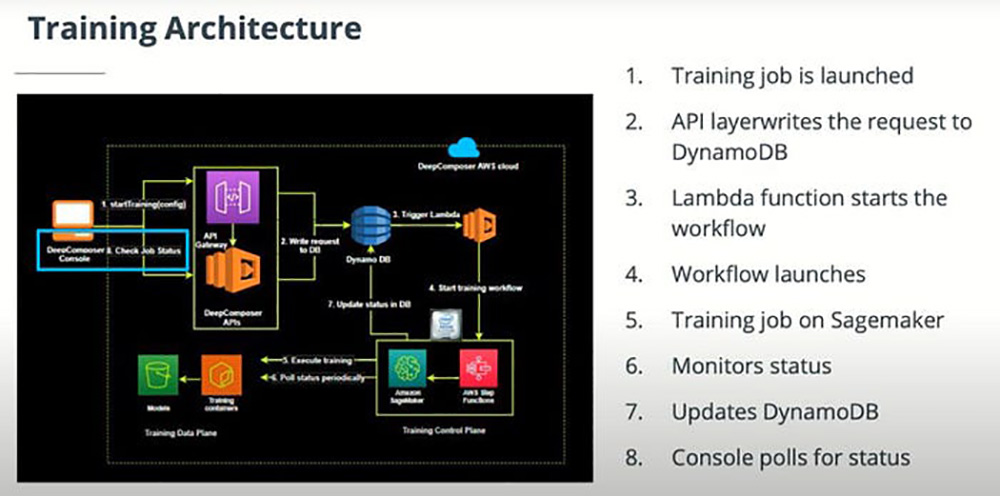 Training Architecture
DeepComposer AWS cloud
1. startTraining(config)
DeepComposer
Console
8. Check Job Status
API
Gateway
DeepComposer
APIs
2. Write request
to DB
Dynamo DB
3. Trigger Lambda
4. Start training workflow
7. Update status in DB
5. Execute training
6. Poll status periodically
Models
Training
containers
Amazon
SageMaker
AWS Step
Functions
Training Data Plane
Training Control Plane
1. Training job is launched
2. API layerwrites the request to
DynamoDB
3. Lambda function starts the
workflow
4. Workflow launches
5. Training job on Sagemaker
6. Monitors status
7. Updates DynamoDB
8. Console polls for status